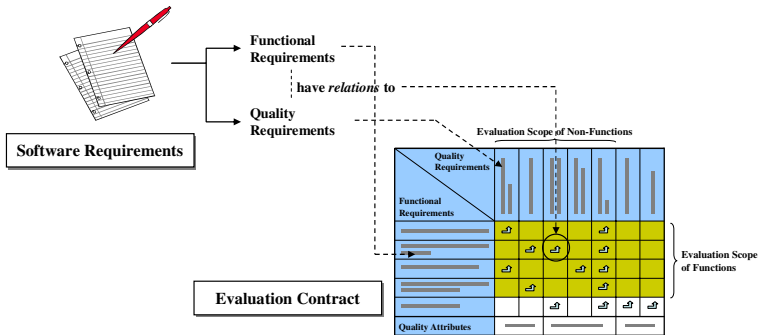 Functional
Requirements
have relations to
Quality
Requirements
Software Requirements
Evaluation Scope of Non-Functions
Quality
Requirements
Functional
Requirements
Evaluation Scope
of Functions
Evaluation Contract
Quality Attributes